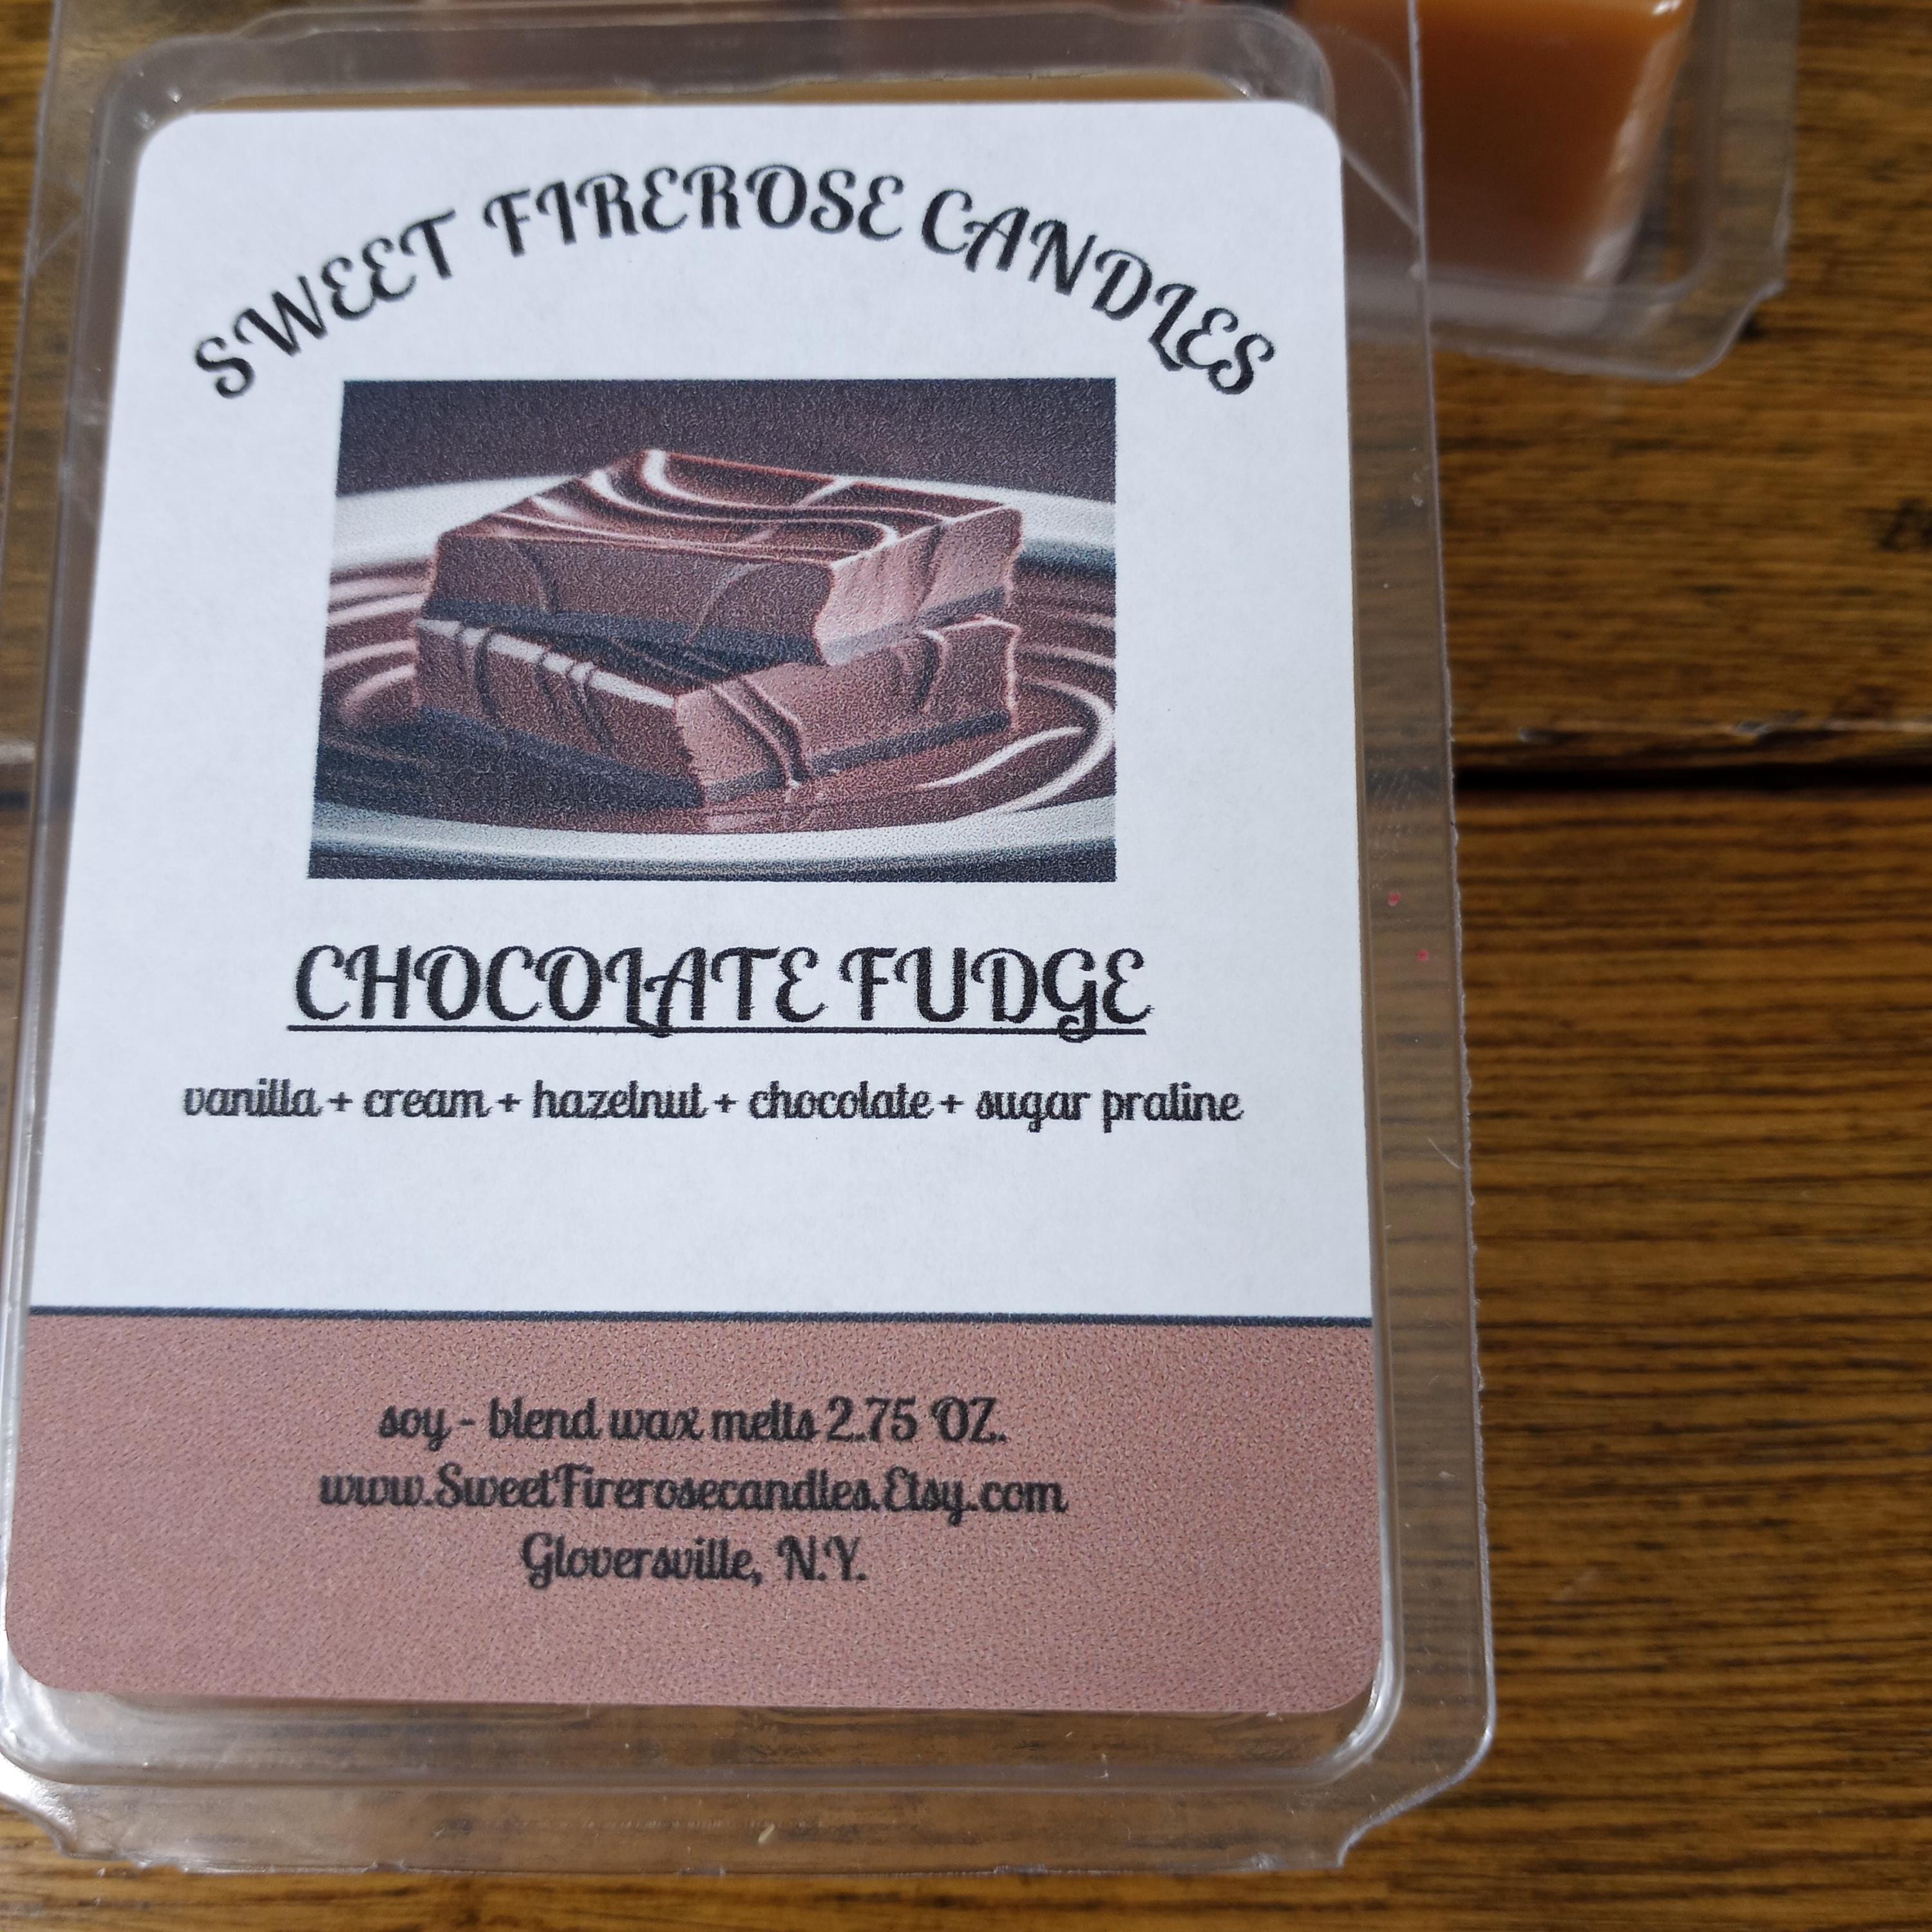 SWEET FIREROSE CANDLES
CHOCOLATE FUDGE
vanilla + cream + hazelnut + chocolate + sugar praline
soy - blend wax melts 2.75 OZ.
www.SweetFirerosecandles.Etsy.com
Gloversville, N.Y.